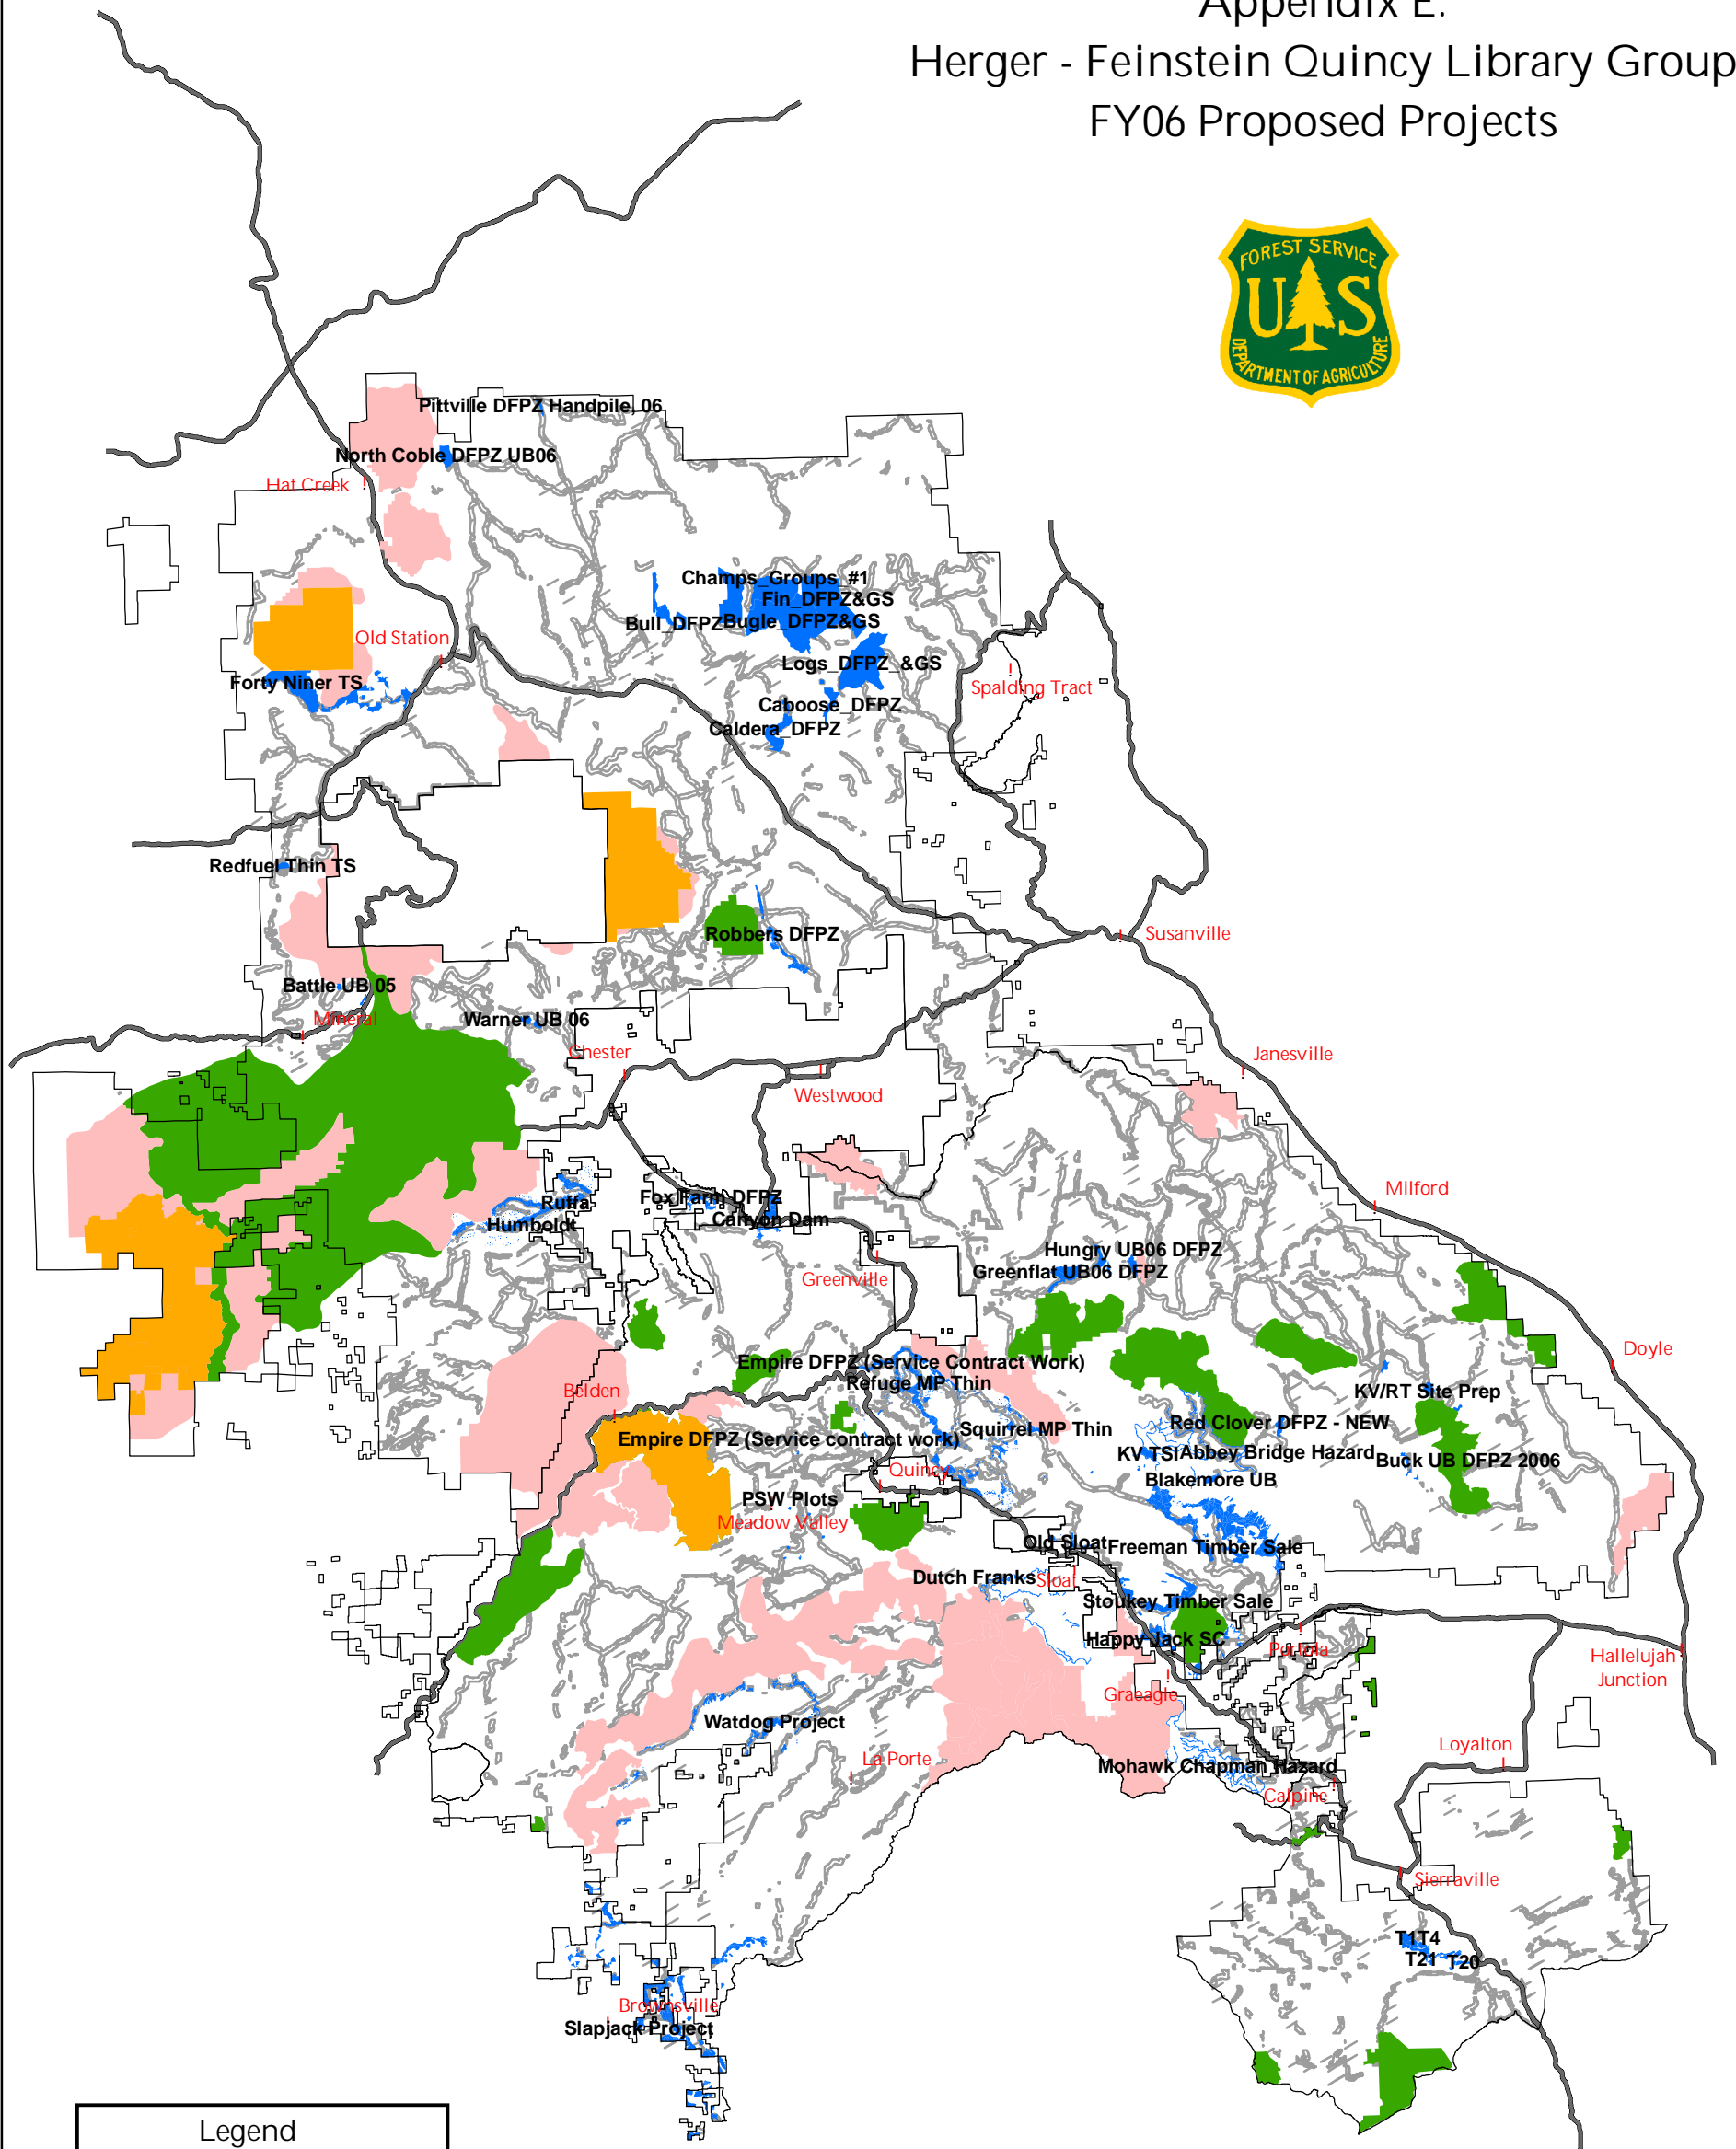 Appendix E.
Herger - Feinstein Quincy Library Group
FY06 Proposed Projects
FOREST SERVICE
U S
DEPARTMENT OF AGRICULTURE
Pittville DFPZ Handpile, 06
North Coble DFPZ UB06
Hat Creek
Champs_Groups_#1
Fin_DFPZ&GS
Bull_DFPZ
Bugle_DFPZ&GS
Old Station
Logs_DFPZ_&GS
Forty Niner TS
Spalding Tract
Caboose_DFPZ
Caldera_DFPZ
Redfuel Thin TS
Robbers DFPZ
Susanville
Battle UB 05
Mineral
Warner UB 06
Chester
Janesville
Westwood
Milford
Ruffa
Fox Farm DFPZ
Humboldt
Canyon Dam
Hungry UB06 DFPZ
Greenflat UB06 DFPZ
Greenville
Doyle
Empire DFPZ (Service Contract Work)
Refuge MP Thin
Belden
KV/RT Site Prep
Squirrel MP Thin
Red Clover DFPZ - NEW
Empire DFPZ (Service contract work)
KV TSI
Abbey Bridge Hazard
Buck UB DFPZ 2006
Quincy
Blakemore UB
PSW Plots
Meadow Valley
Old Sloat
Freeman Timber Sale
Dutch Franks
Sloat
Stoukey Timber Sale
Happy Jack SC
Portola
Hallelujah
Junction
Graeagle
Watdog Project
La Porte
Loyalton
Mohawk Chapman Hazard
Calpine
Sierraville
T1T4
T21
T20
Brownsville
Slapjack Project
Legend